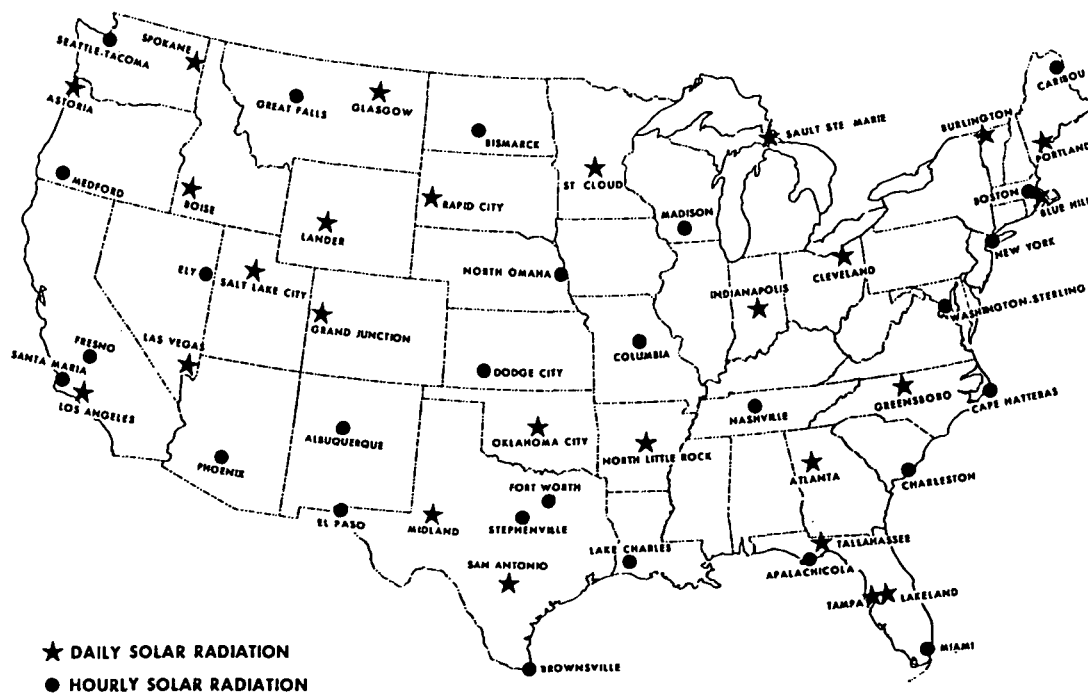 SEATTLE-TACOMA
SPOKANE
ASTORIA
GREAT FALLS
GLASGOW
BISMARCK
SAULT STE MARIE
BURLINGTON
CARIBOU
PORTLAND
MEDFORD
BOISE
ST CLOUD
RAPID CITY
LANDER
MADISON
BOSTON
BLUE HILL
NEW YORK
ELY
SALT LAKE CITY
NORTH OMAHA
CLEVELAND
INDIANAPOLIS
WASHINGTON-STERLING
GRAND JUNCTION
FRESNO
LAS VEGAS
SANTA MARIA
LOS ANGELES
DODGE CITY
COLUMBIA
NASHVILLE
GREENSBORO
CAPE HATTERAS
PHOENIX
ALBUQUERQUE
OKLAHOMA CITY
NORTH LITTLE ROCK
ATLANTA
CHARLESTON
EL PASO
MIDLAND
FORT WORTH
STEPHENVILLE
LAKE CHARLES
TALLAHASSEE
APALACHICOLA
SAN ANTONIO
TAMPA
LAKELAND
BROWNSVILLE
MIAMI
DAILY SOLAR RADIATION
HOURLY SOLAR RADIATION